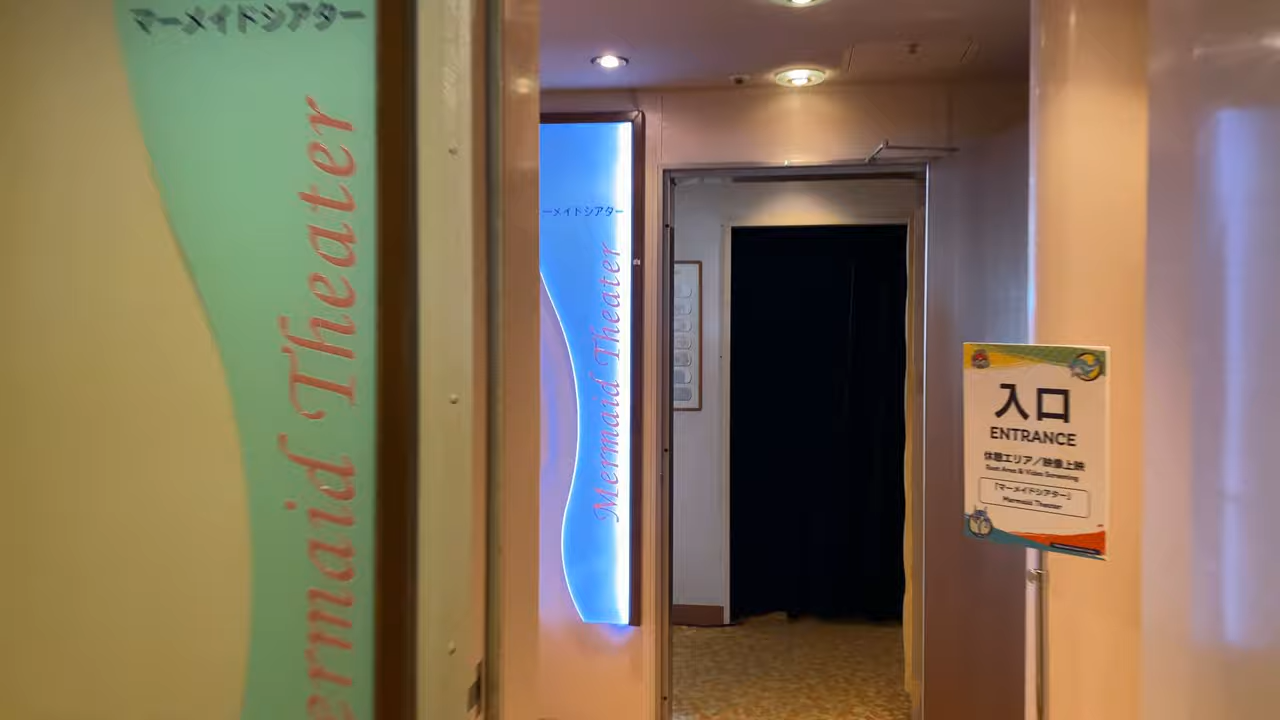 マーメイドシアター
ermaid Theater
ーメイドシアター
Mermaid Theater
入口
ENTRANCE
休憩エリア／映像上映
Rest Area & Video Screening
「マーメイドシアター」
Mermaid Theater